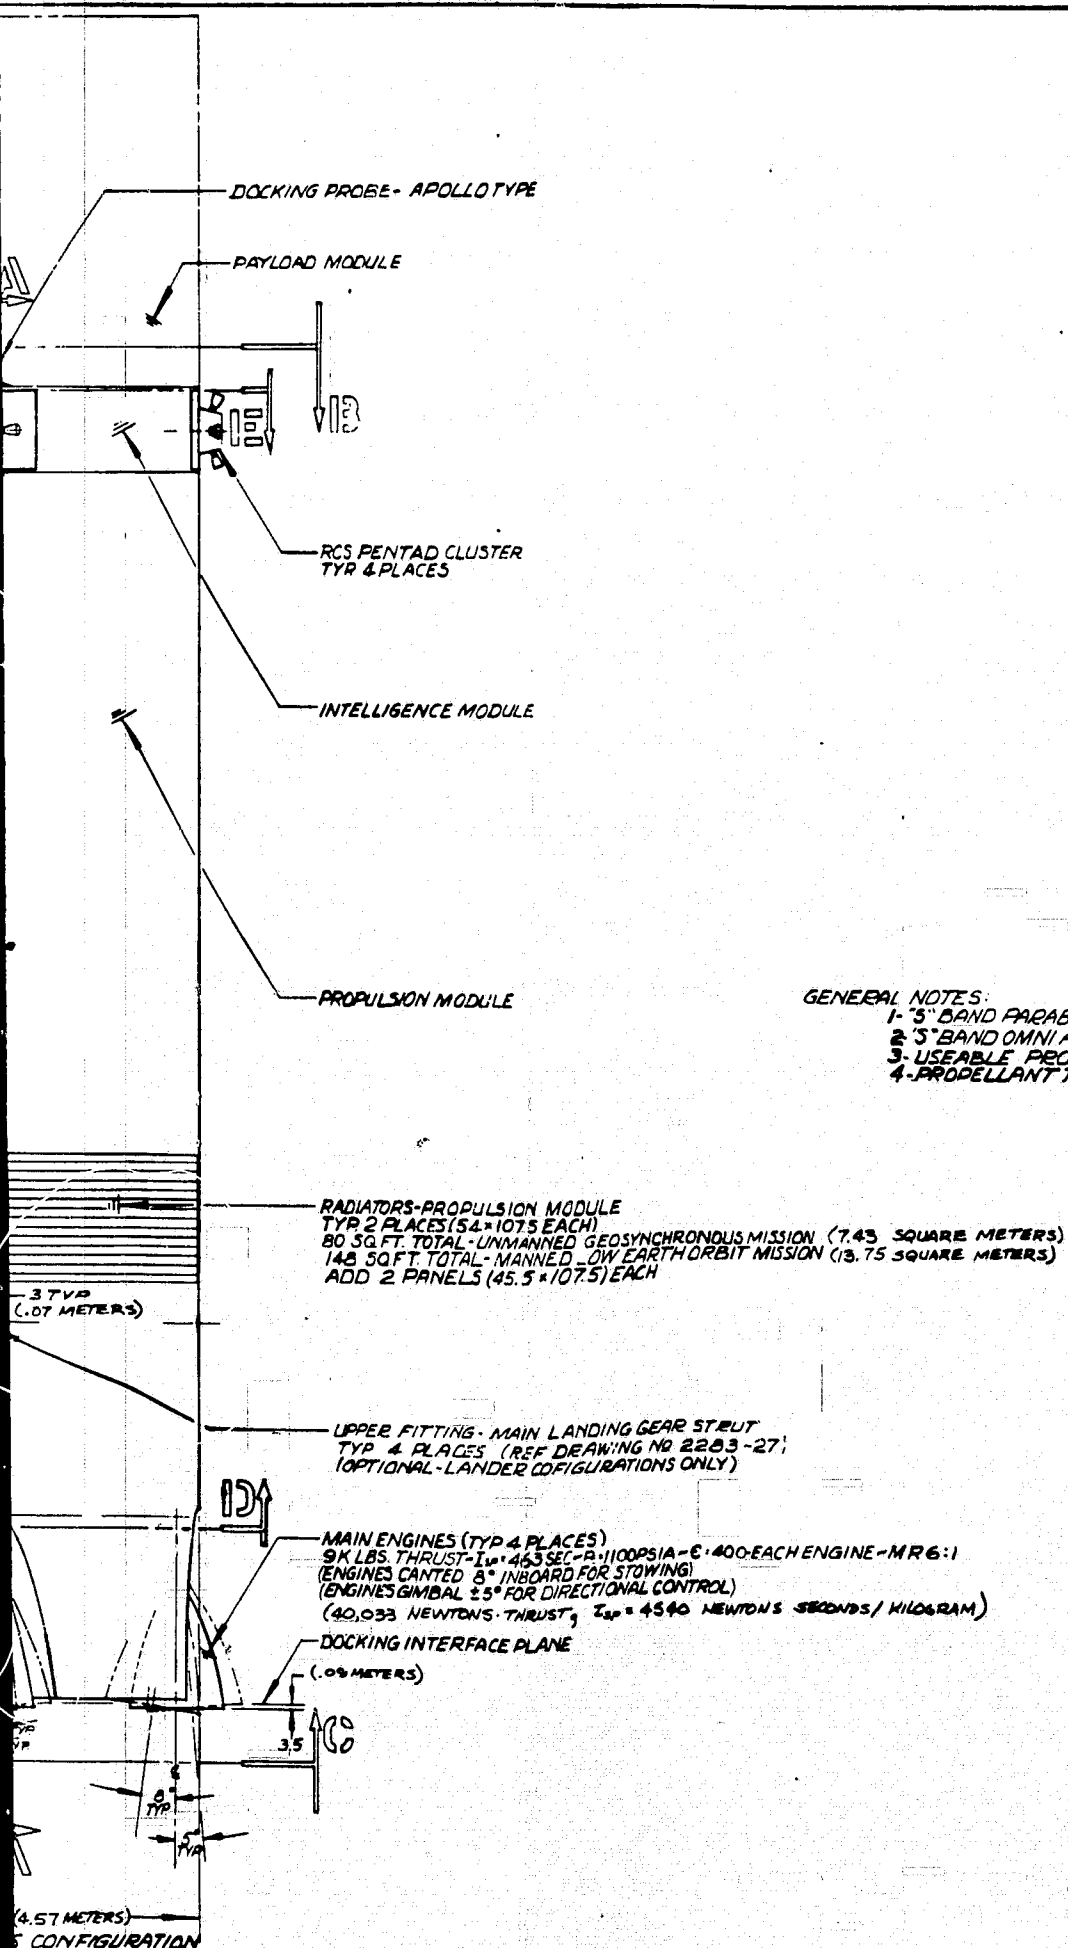 DOCKING PROBE- APOLLO TYPE
PAYLOAD MODULE
A
B
E
RCS PENTAD CLUSTER
TYP. 4 PLACES
INTELLIGENCE MODULE
PROPULSION MODULE
GENERAL NOTES:
1- "S" BAND PARAB
2 "S" BAND OMNI A
3- USEABLE PRO
4-PROPELLANT T
RADIATORS-PROPULSION MODULE
TYP. 2 PLACES (54 x 107.5 EACH)
80 SQ FT. TOTAL-UNMANNED GEOSYNCHRONOUS MISSION (7.43 SQUARE METERS)
148 SQ FT. TOTAL-MANNED LOW EARTH ORBIT MISSION (13.75 SQUARE METERS)
ADD 2 PANELS (45.5 x 107.5) EACH
3 TYP
(.07 METERS)
UPPER FITTING- MAIN LANDING GEAR STRUT
TYP 4 PLACES (REF DRAWING NO 2283-27)
(OPTIONAL-LANDER COFIGURATIONS ONLY)
D
MAIN ENGINES (TYP 4 PLACES)
9K LBS. THRUST-Isp=463 SEC-Pc=1100PSIA-ε=400-EACH ENGINE-MR 6:1
(ENGINES CANTED 8° INBOARD FOR STOWING)
(ENGINES GIMBAL ±5° FOR DIRECTIONAL CONTROL)
(40,033 NEWTONS-THRUST, Isp = 4540 NEWTONS SECONDS/KILOGRAM)
DOCKING INTERFACE PLANE
(.09 METERS)
3.5
C
TYP
8°
TYP
5°
TYP
A
(4.57 METERS)
S CONFIGURATION